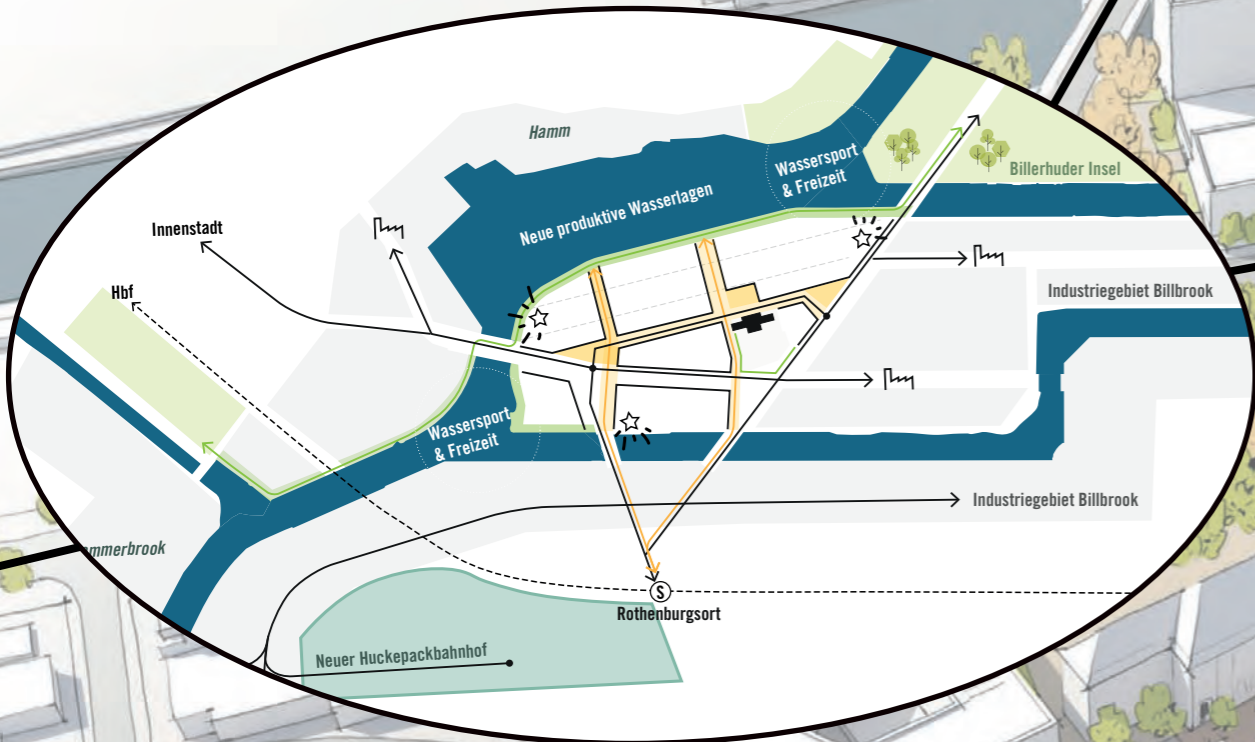 Hamm
Wassersport
& Freizeit
Billerhuder Insel
Neue produktive Wasserlagen
Innenstadt
Hbf
Industriegebiet Billbrook
Wassersport
& Freizeit
Industriegebiet Billbrook
mmerbrook
S
Rothenburgsort
Neuer Huckepackbahnhof